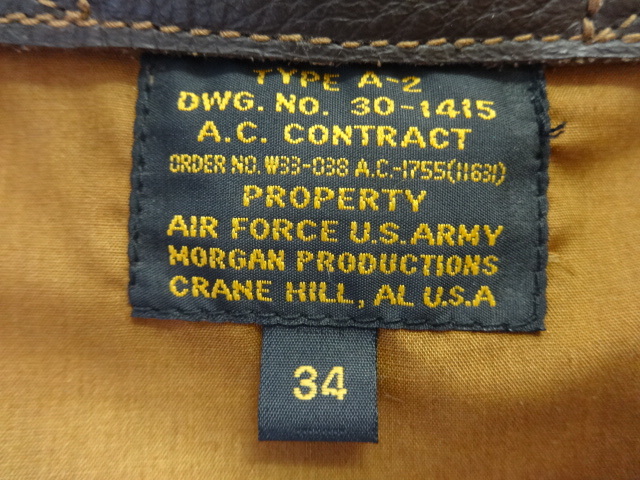 TYPE A-2
DWG. NO. 30-1415
A.C. CONTRACT
ORDER NO. W33-038 A.C.-1755(11631)
PROPERTY
AIR FORCE U.S.ARMY
MORGAN PRODUCTIONS
CRANE HILL, AL U.S.A
34